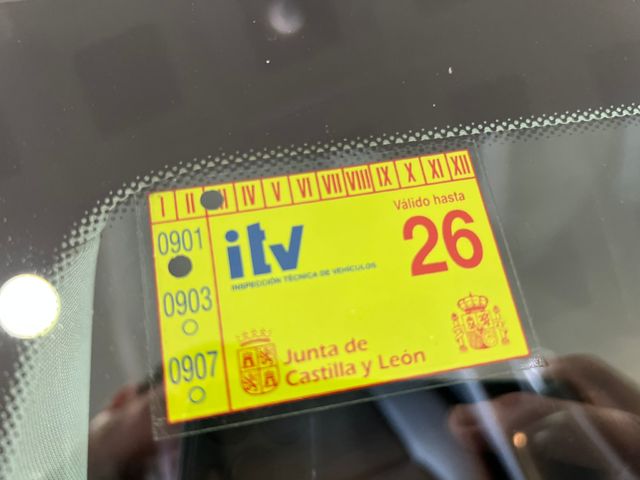 I II IV V VI VII VIII IX X XI XII
0901
0903
0907
itv
INSPECCIÓN TÉCNICA DE VEHÍCULOS
Válido hasta
26
Junta de
Castilla y León